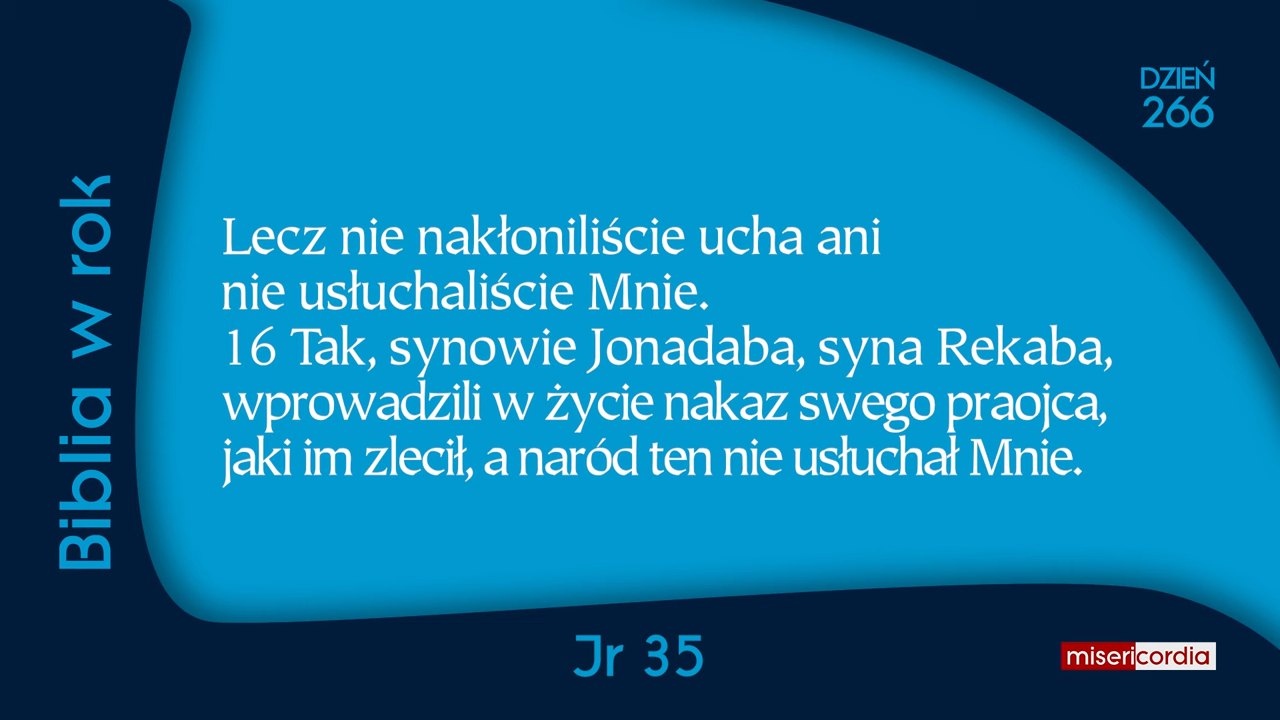 DZIEŃ
266
Biblia w rok
Lecz nie nakłoniliście ucha ani
nie usłuchaliście Mnie.
16 Tak, synowie Jonadaba, syna Rekaba,
wprowadzili w życie nakaz swego praojca,
jaki im zlecił, a naród ten nie usłuchał Mnie.
Jr 35
misericordia